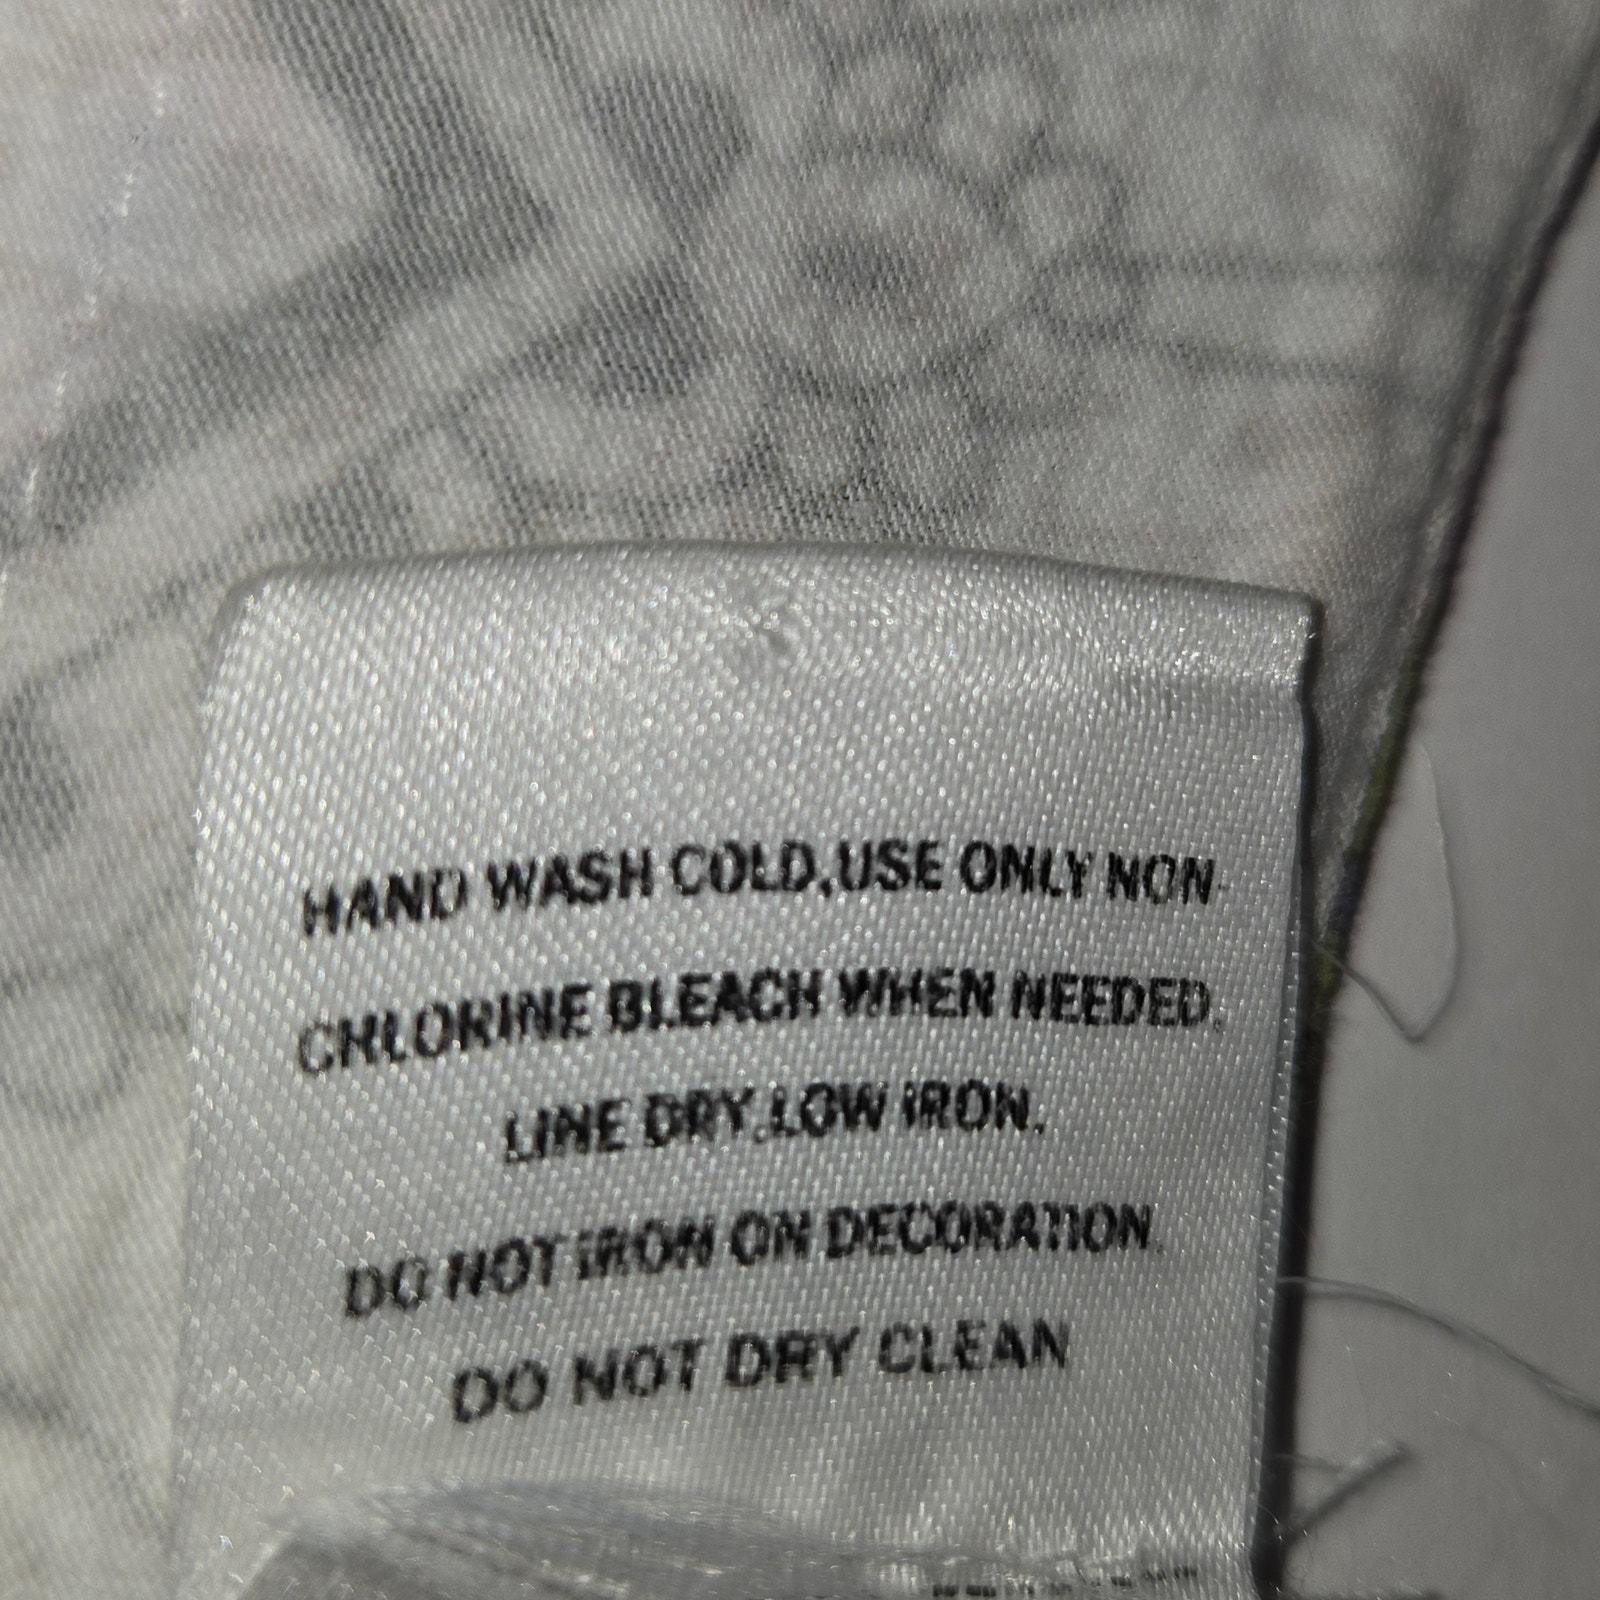 HAND WASH COLD,USE ONLY NON-
CHLORINE BLEACH WHEN NEEDED.
LINE DRY.LOW IRON.
DO NOT IRON ON DECORATION.
DO NOT DRY CLEAN